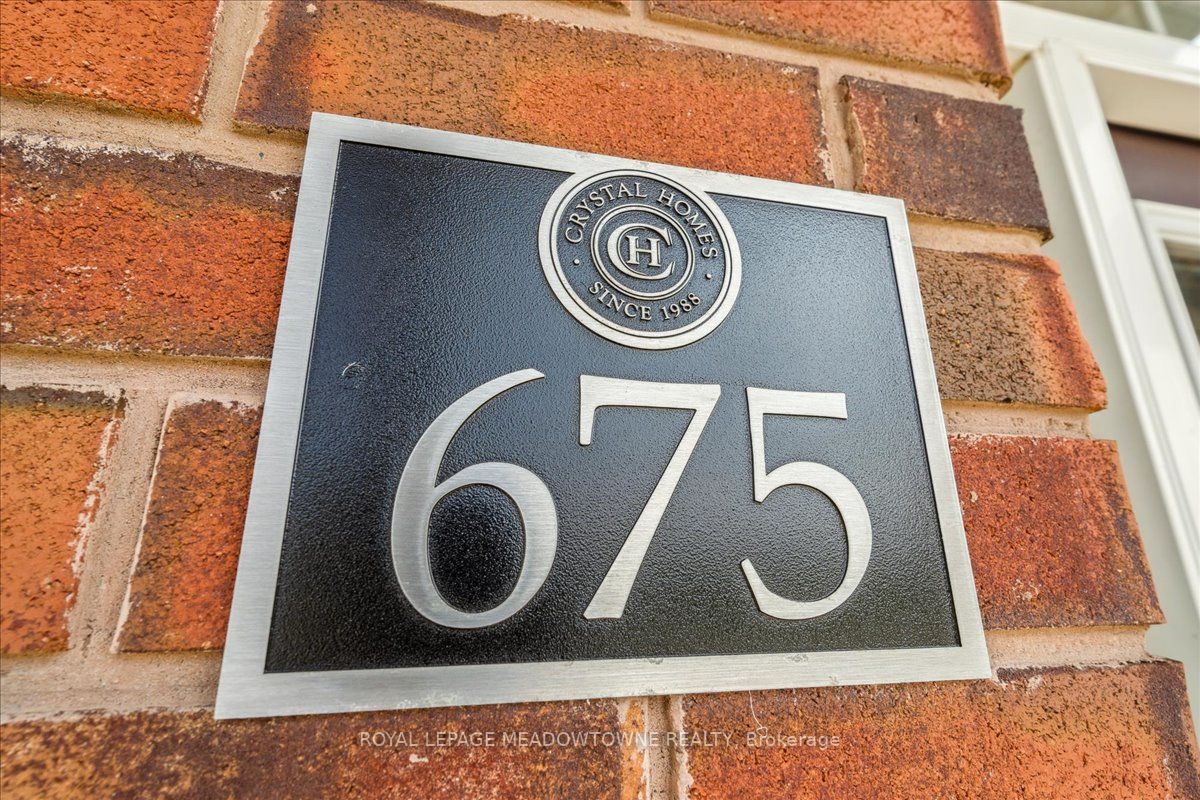 CRYSTAL HOMES
CH
· SINCE 1988 ·
675
ROYAL LEPAGE MEADOWTOWNE REALTY, Brokerage